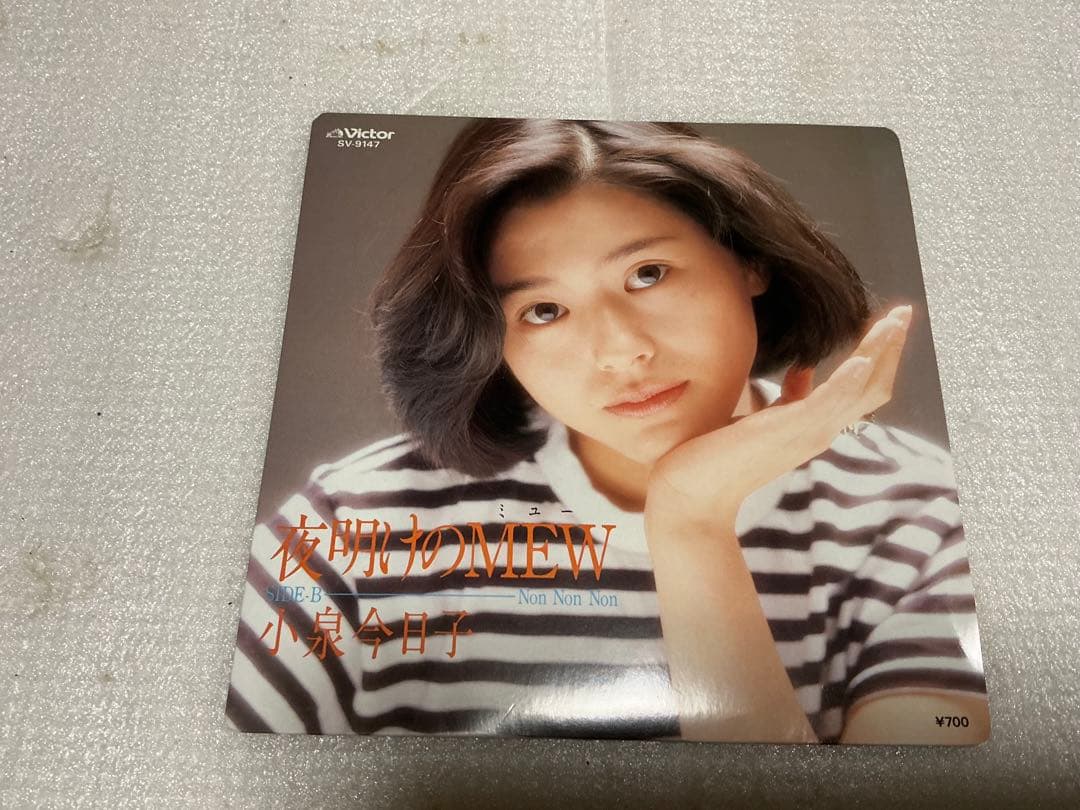 Victor
SV-9147
ミュー
夜明けのMEW
SIDE-B Non Non Non
小泉今日子
¥700